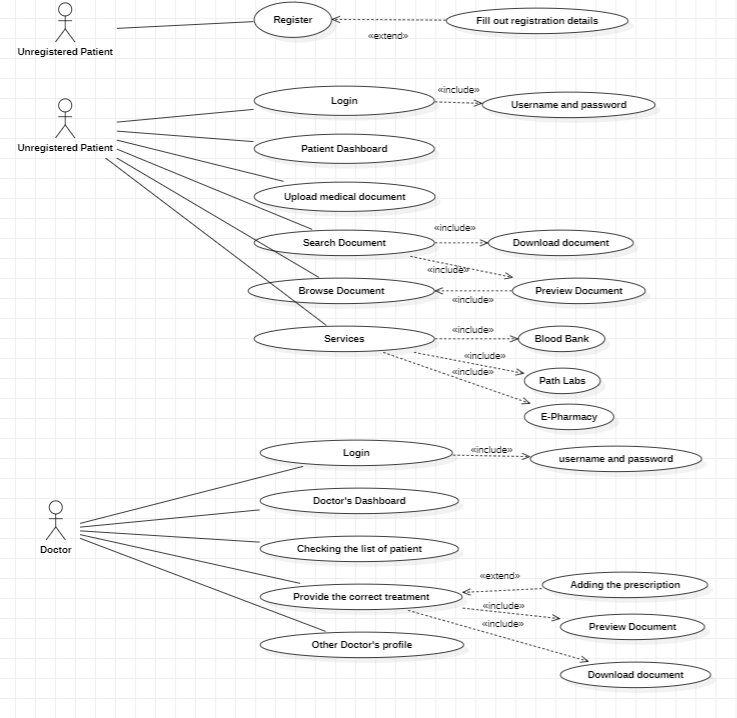 Register
Fill out registration details
«extend»
Unregistered Patient
Login
«include»
Username and password
Unregistered Patient
Patient Dashboard
Upload medical document
Search Document
«include»
Download document
«include»
Browse Document
«include»
Preview Document
Services
«include»
Blood Bank
«include»
Path Labs
«include»
E-Pharmacy
Login
«include»
username and password
Doctor's Dashboard
Doctor
Checking the list of patient
Provide the correct treatment
«extend»
Adding the prescription
«include»
Preview Document
«include»
Other Doctor's profile
Download document